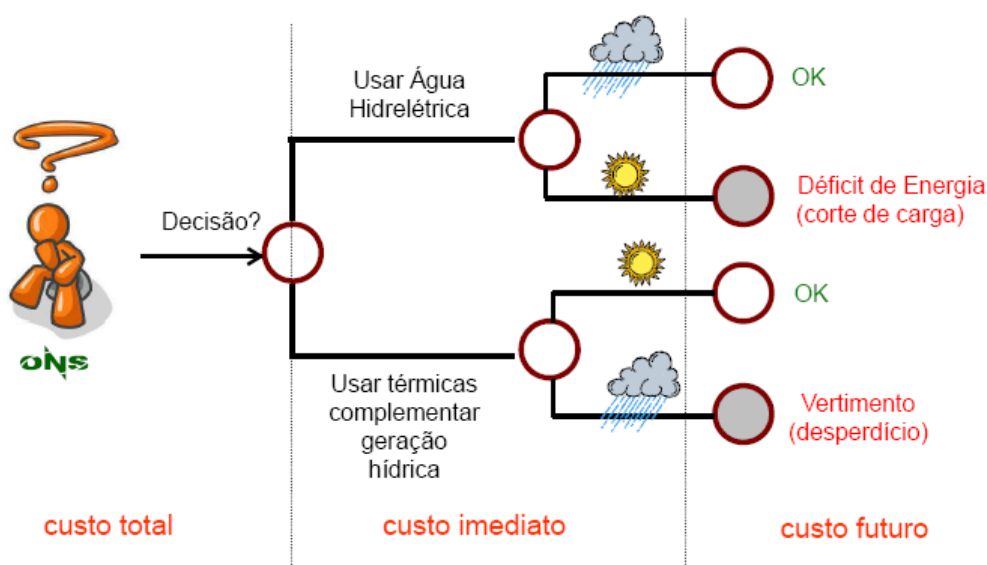 Usar Água
Hidrelétrica
OK
Decisão?
Déficit de Energia
(corte de carga)
OK
ONS
Usar térmicas
complementar
geração
hídrica
Vertimento
(desperdício)
custo total
custo imediato
custo futuro